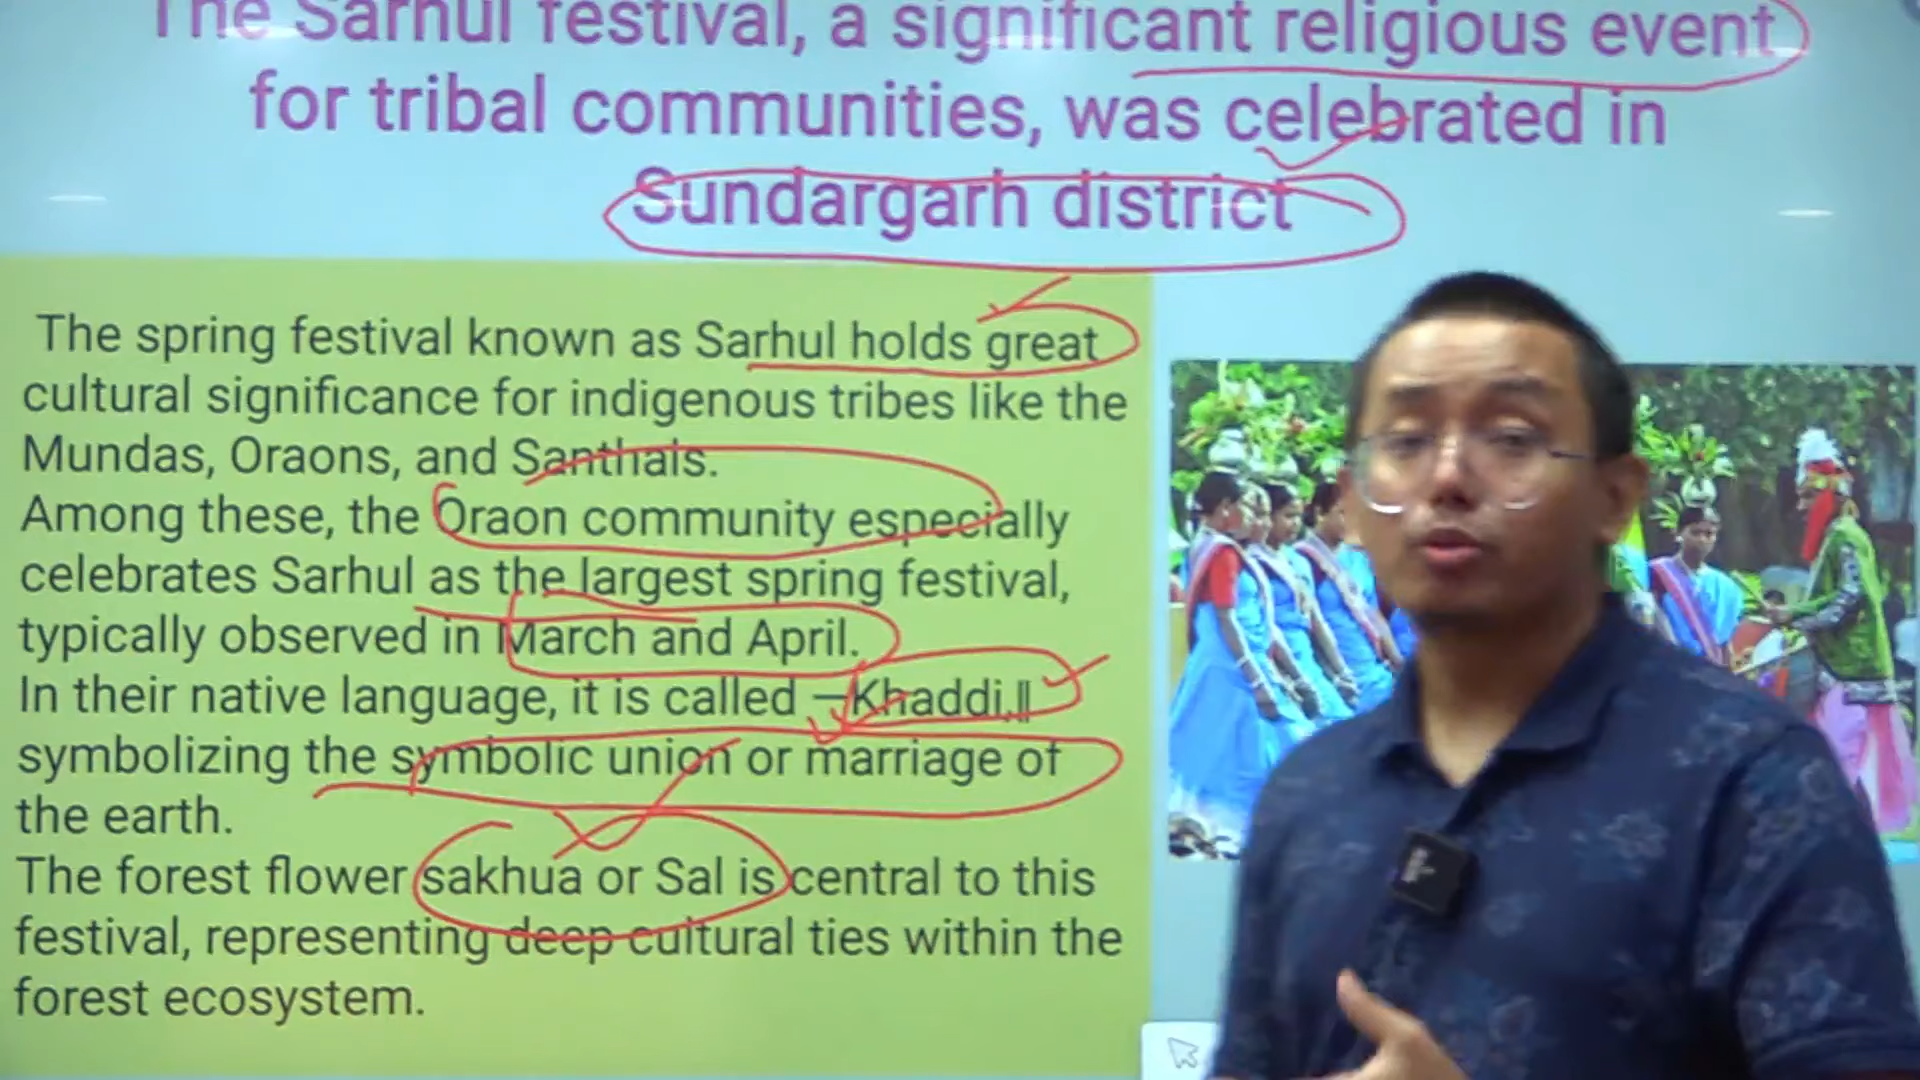 The Sarhul festival, a significant religious event
for tribal communities, was celebrated in
Sundargarh district
The spring festival known as Sarhul holds great
cultural significance for indigenous tribes like the
Mundas, Oraons, and Santhals.
Among these, the Oraon community especially
celebrates Sarhul as the largest spring festival,
typically observed in March and April.
In their native language, it is called ―Khaddi,‖
symbolizing the symbolic union or marriage of
the earth.
The forest flower sakhua or Sal is central to this
festival, representing deep cultural ties within the
forest ecosystem.